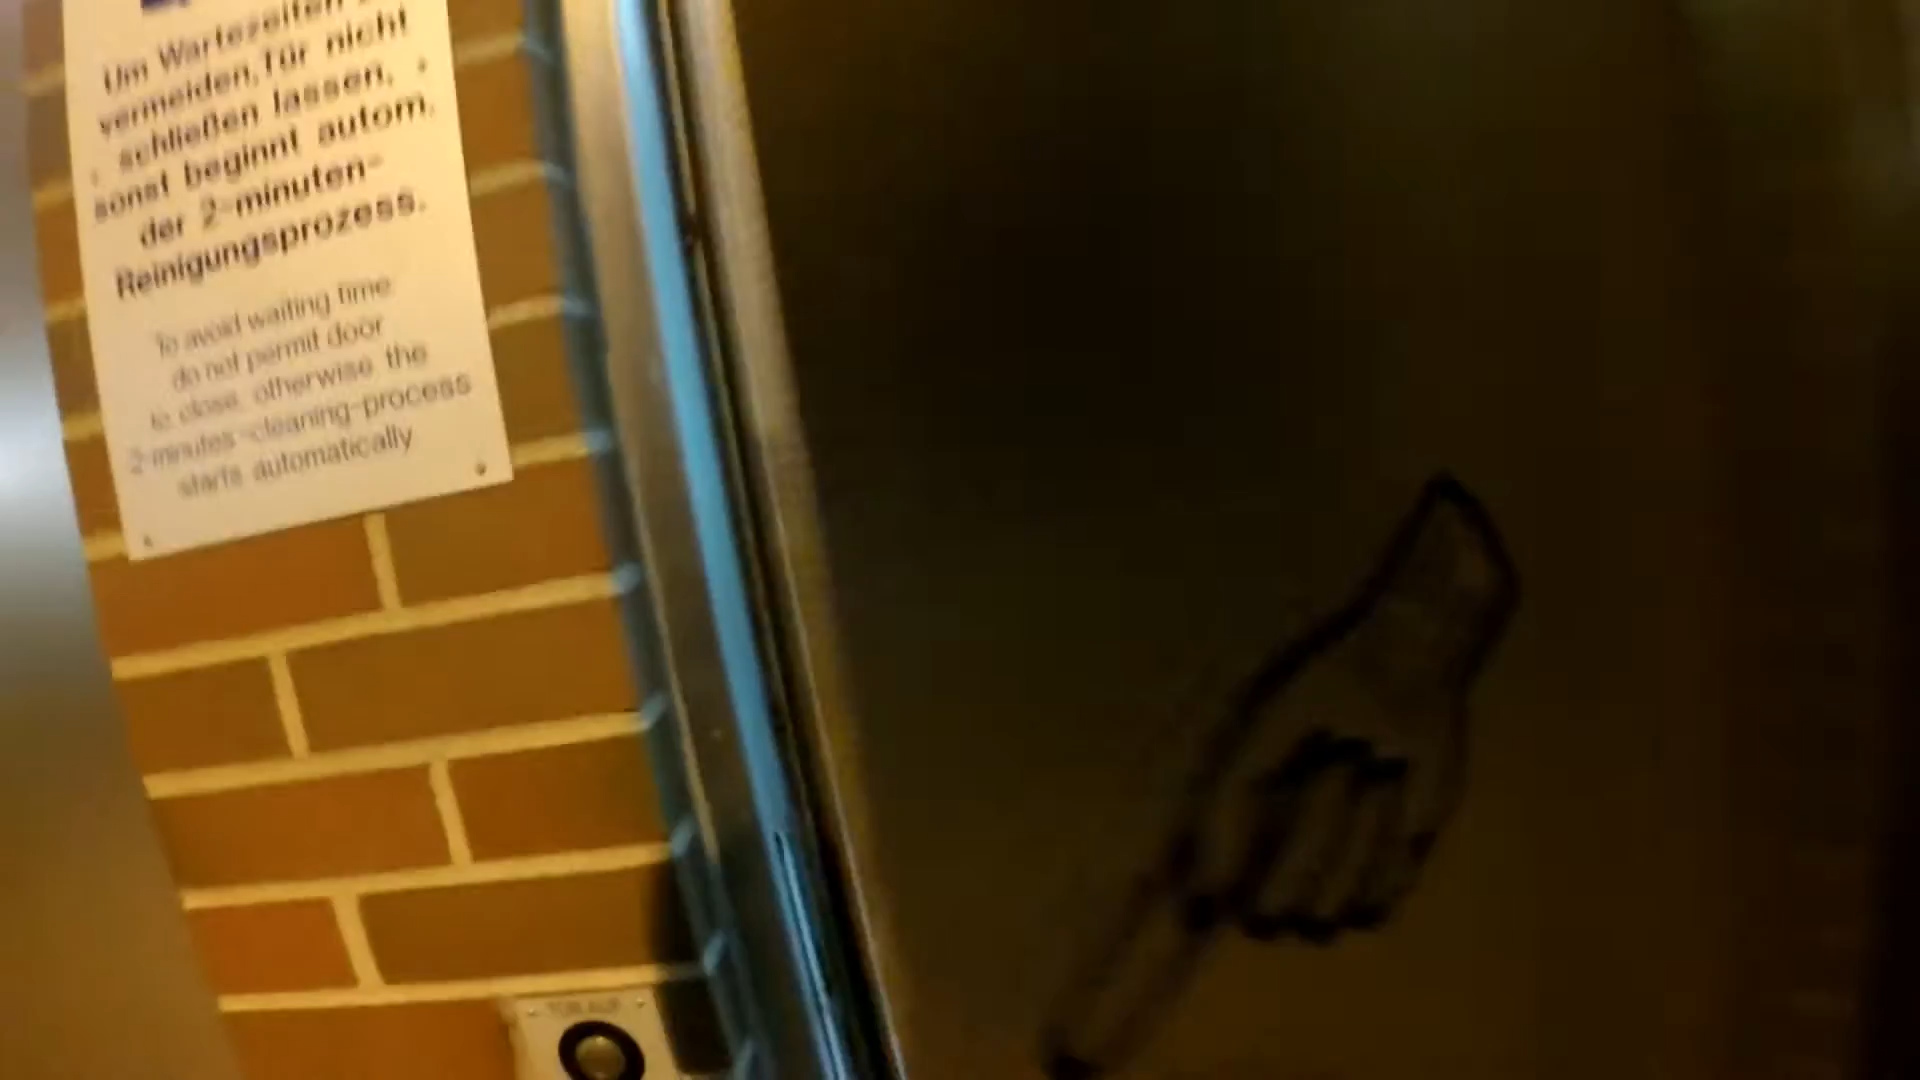 Um Wartezeiten
vermeiden, Tür nicht
schließen lassen,
sonst beginnt autom.
der 2-minuten-
Reinigungsprozess.
To avoid waiting time
do not permit door
to close, otherwise the
2-minutes-cleaning-process
starts automatically